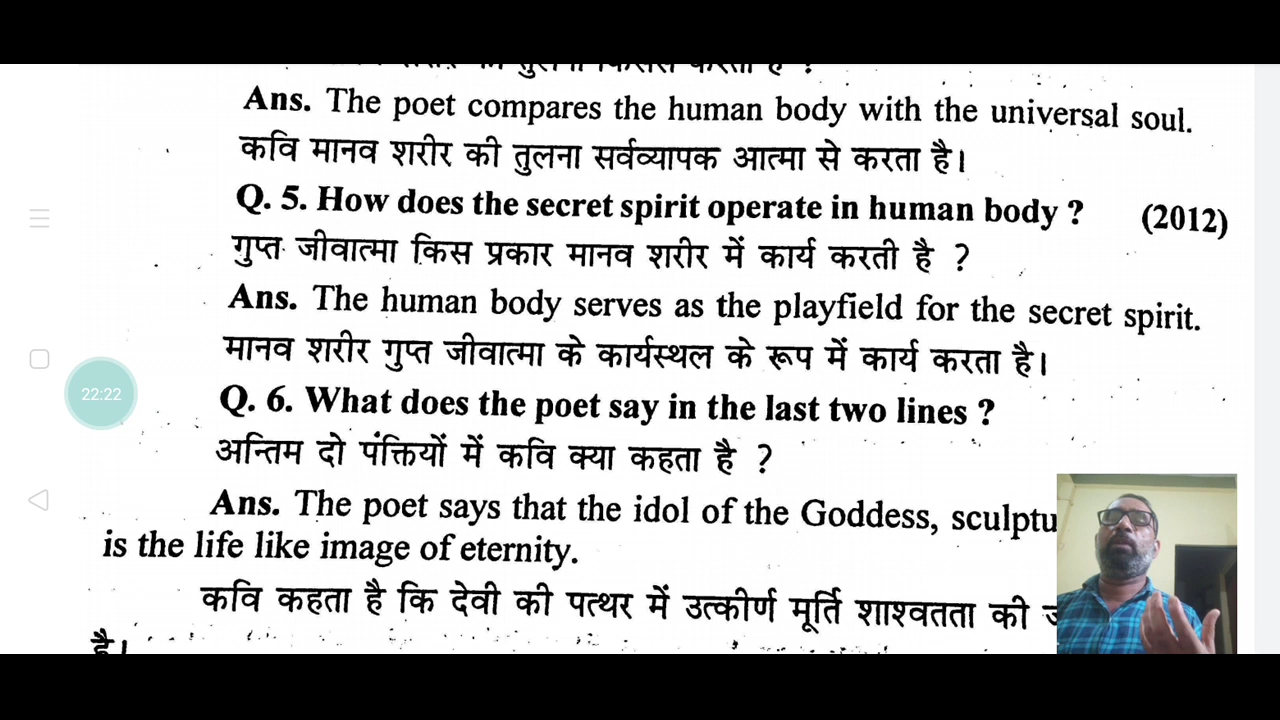 Ans. The poet compares the human body with the universal soul.
कवि मानव शरीर की तुलना सर्वव्यापक आत्मा से करता है।
Q. 5. How does the secret spirit operate in human body ? (2012)
गुप्त जीवात्मा किस प्रकार मानव शरीर में कार्य करती है ?
Ans. The human body serves as the playfield for the secret spirit.
मानव शरीर गुप्त जीवात्मा के कार्यस्थल के रूप में कार्य करता है।
22:22
Q. 6. What does the poet say in the last two lines ?
अन्तिम दो पंक्तियों में कवि क्या कहता है ?
Ans. The poet says that the idol of the Goddess, sculptu
is the life like image of eternity.
कवि कहता है कि देवी की पत्थर में उत्कीर्ण मूर्ति शाश्वतता की
है।